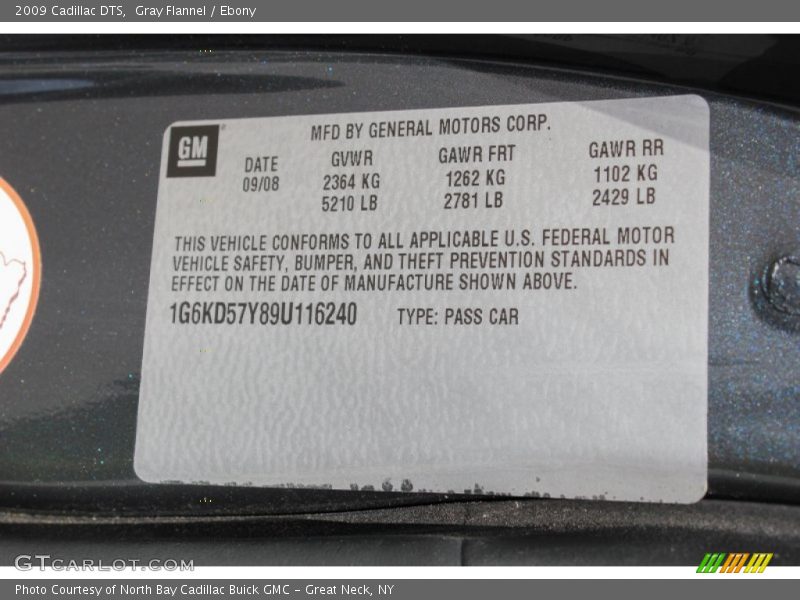 2009 Cadillac DTS, Gray Flannel / Ebony
GM
MFD BY GENERAL MOTORS CORP.
DATE GVWR GAWR FRT GAWR RR
09/08 2364 KG 1262 KG 1102 KG
5210 LB 2781 LB 2429 LB
THIS VEHICLE CONFORMS TO ALL APPLICABLE U.S. FEDERAL MOTOR
VEHICLE SAFETY, BUMPER, AND THEFT PREVENTION STANDARDS IN
EFFECT ON THE DATE OF MANUFACTURE SHOWN ABOVE.
1G6KD57Y89U116240 TYPE: PASS CAR
GTCARLOT.COM
Photo Courtesy of North Bay Cadillac Buick GMC - Great Neck, NY